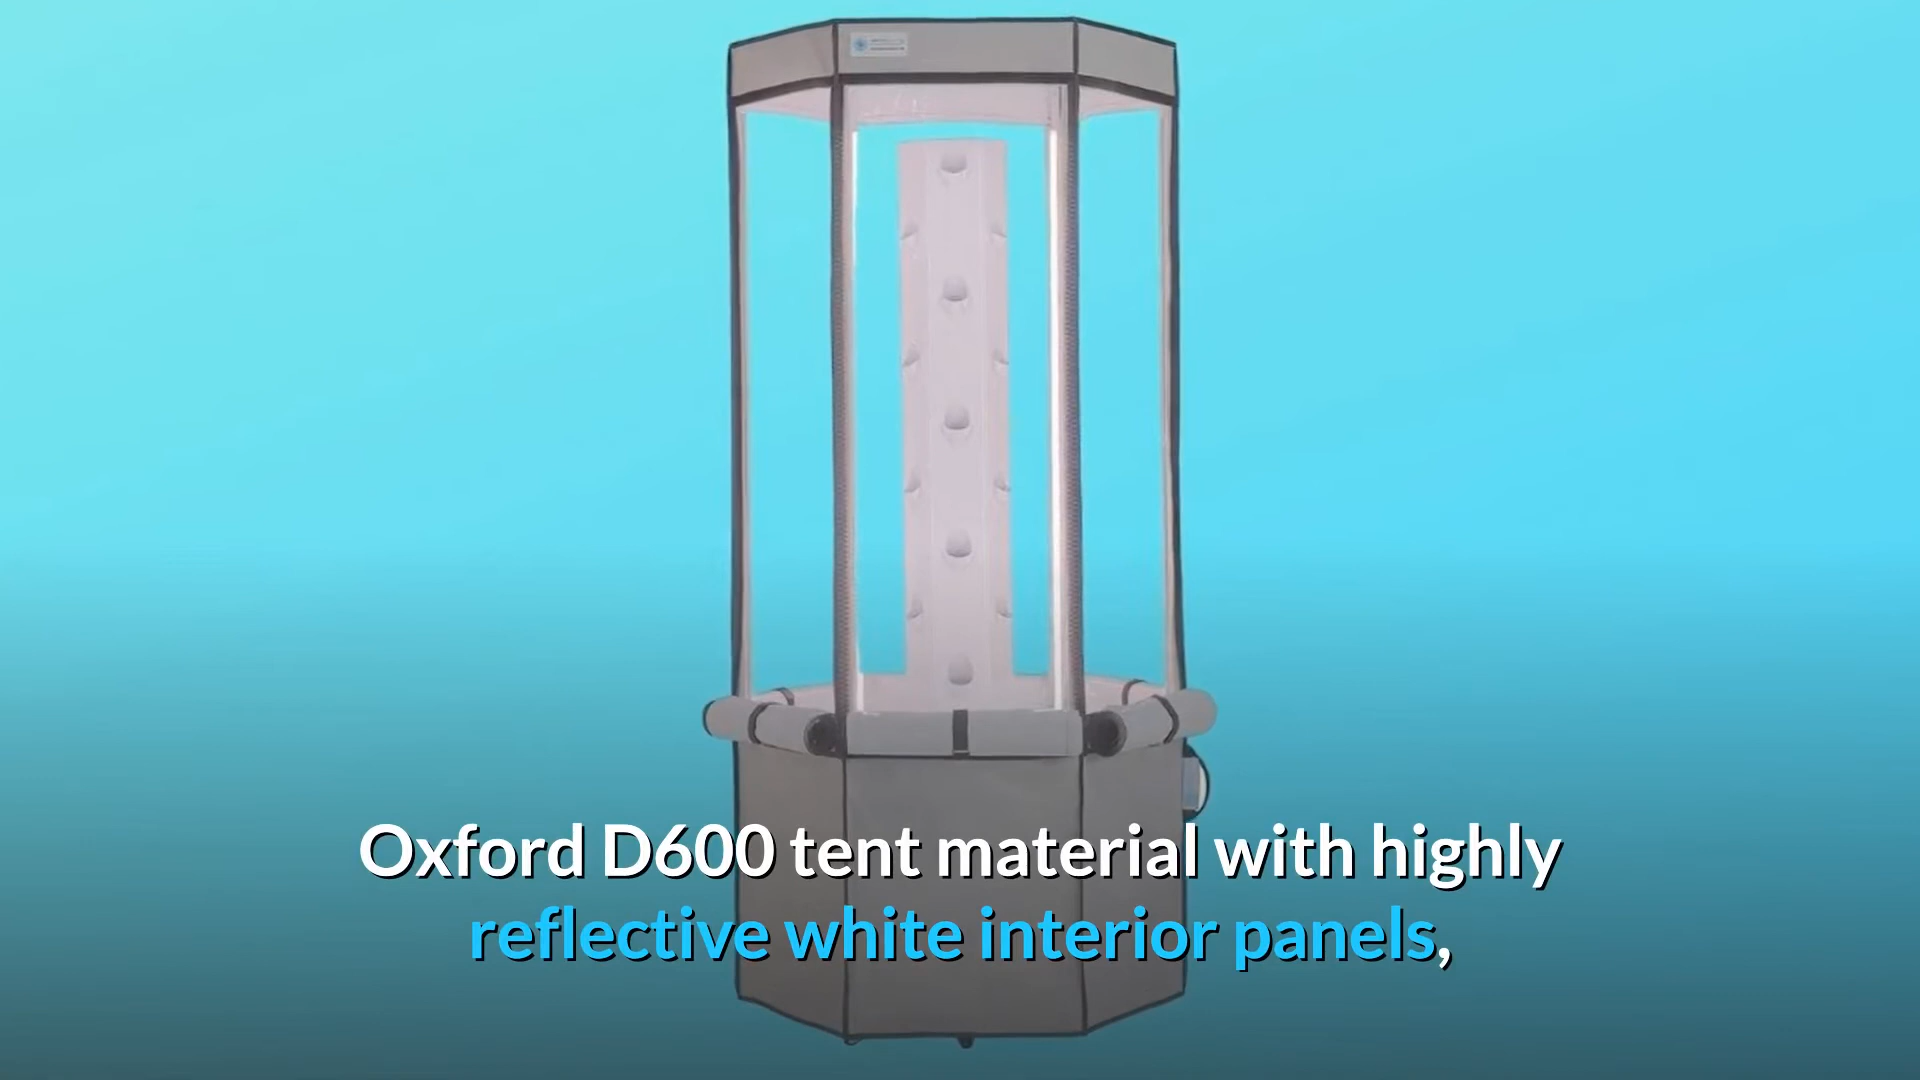 Oxford D600 tent material with highly
reflective white interior panels,